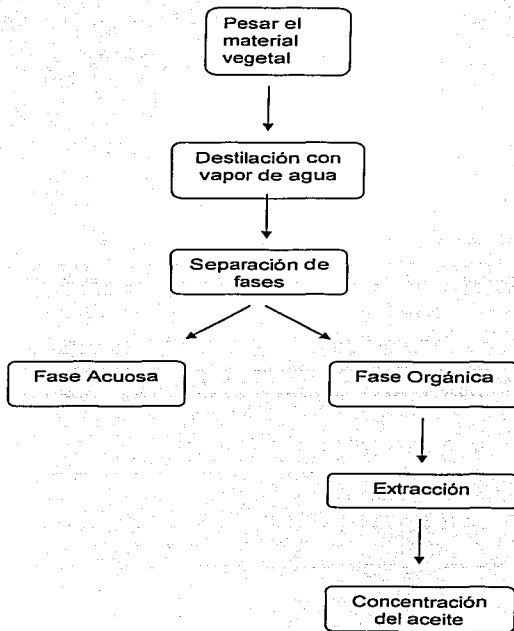 Pesar el
material
vegetal
Destilación con
vapor de agua
Separación de
fases
Fase Acuosa
Fase Orgánica
Extracción
Concentración
del aceite